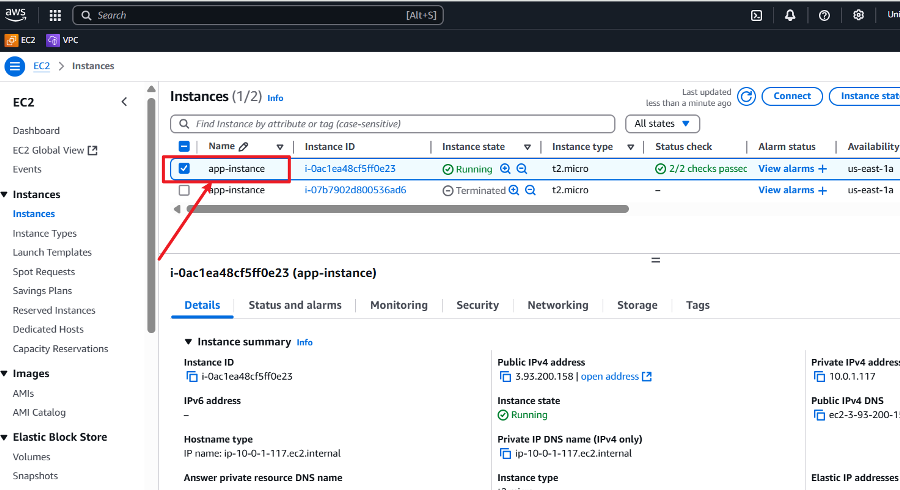 aws
Search [Alt+S]
EC2 VPC
EC2 > Instances
EC2
Dashboard
EC2 Global View
Events
Instances
Instances
Instance Types
Launch Templates
Spot Requests
Savings Plans
Reserved Instances
Dedicated Hosts
Capacity Reservations
Images
AMIs
AMI Catalog
Elastic Block Store
Volumes
Snapshots
Instances (1/2) Info
Last updated
less than a minute ago
Connect
Instance stat
Find Instance by attribute or tag (case-sensitive)
All states
Name Instance ID Instance state Instance type Status check Alarm status Availability
app-instance i-0ac1ea48cf5ff0e23 Running t2.micro 2/2 checks passed View alarms + us-east-1a
app-instance i-07b7902d800536ad6 Terminated t2.micro – View alarms + us-east-1a
i-0ac1ea48cf5ff0e23 (app-instance)
Details Status and alarms Monitoring Security Networking Storage Tags
Instance summary Info
Instance ID
i-0ac1ea48cf5ff0e23
Public IPv4 address
3.93.200.158 | open address
Private IPv4 address
10.0.1.117
IPv6 address
–
Instance state
Running
Public IPv4 DNS
ec2-3-93-200-15
Hostname type
IP name: ip-10-0-1-117.ec2.internal
Private IP DNS name (IPv4 only)
ip-10-0-1-117.ec2.internal
Answer private resource DNS name
Instance type
Elastic IP addresses